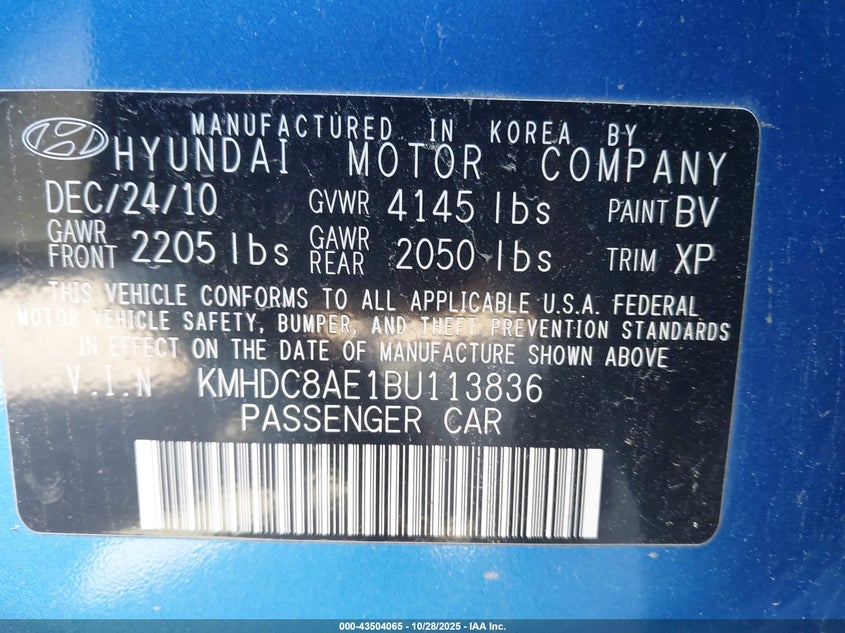 MANUFACTURED IN KOREA BY
HYUNDAI MOTOR COMPANY
DEC/24/10 GVWR 4145 lbs PAINT BV
GAWR FRONT 2205 lbs GAWR REAR 2050 lbs TRIM XP
THIS VEHICLE CONFORMS TO ALL APPLICABLE U.S.A. FEDERAL
MOTOR VEHICLE SAFETY, BUMPER, AND THEFT PREVENTION STANDARDS
IN EFFECT ON THE DATE OF MANUFACTURE SHOWN ABOVE
V.I.N KMHDC8AE1BU113836
PASSENGER CAR
000-43504065 - 10/28/2025 - IAA Inc.